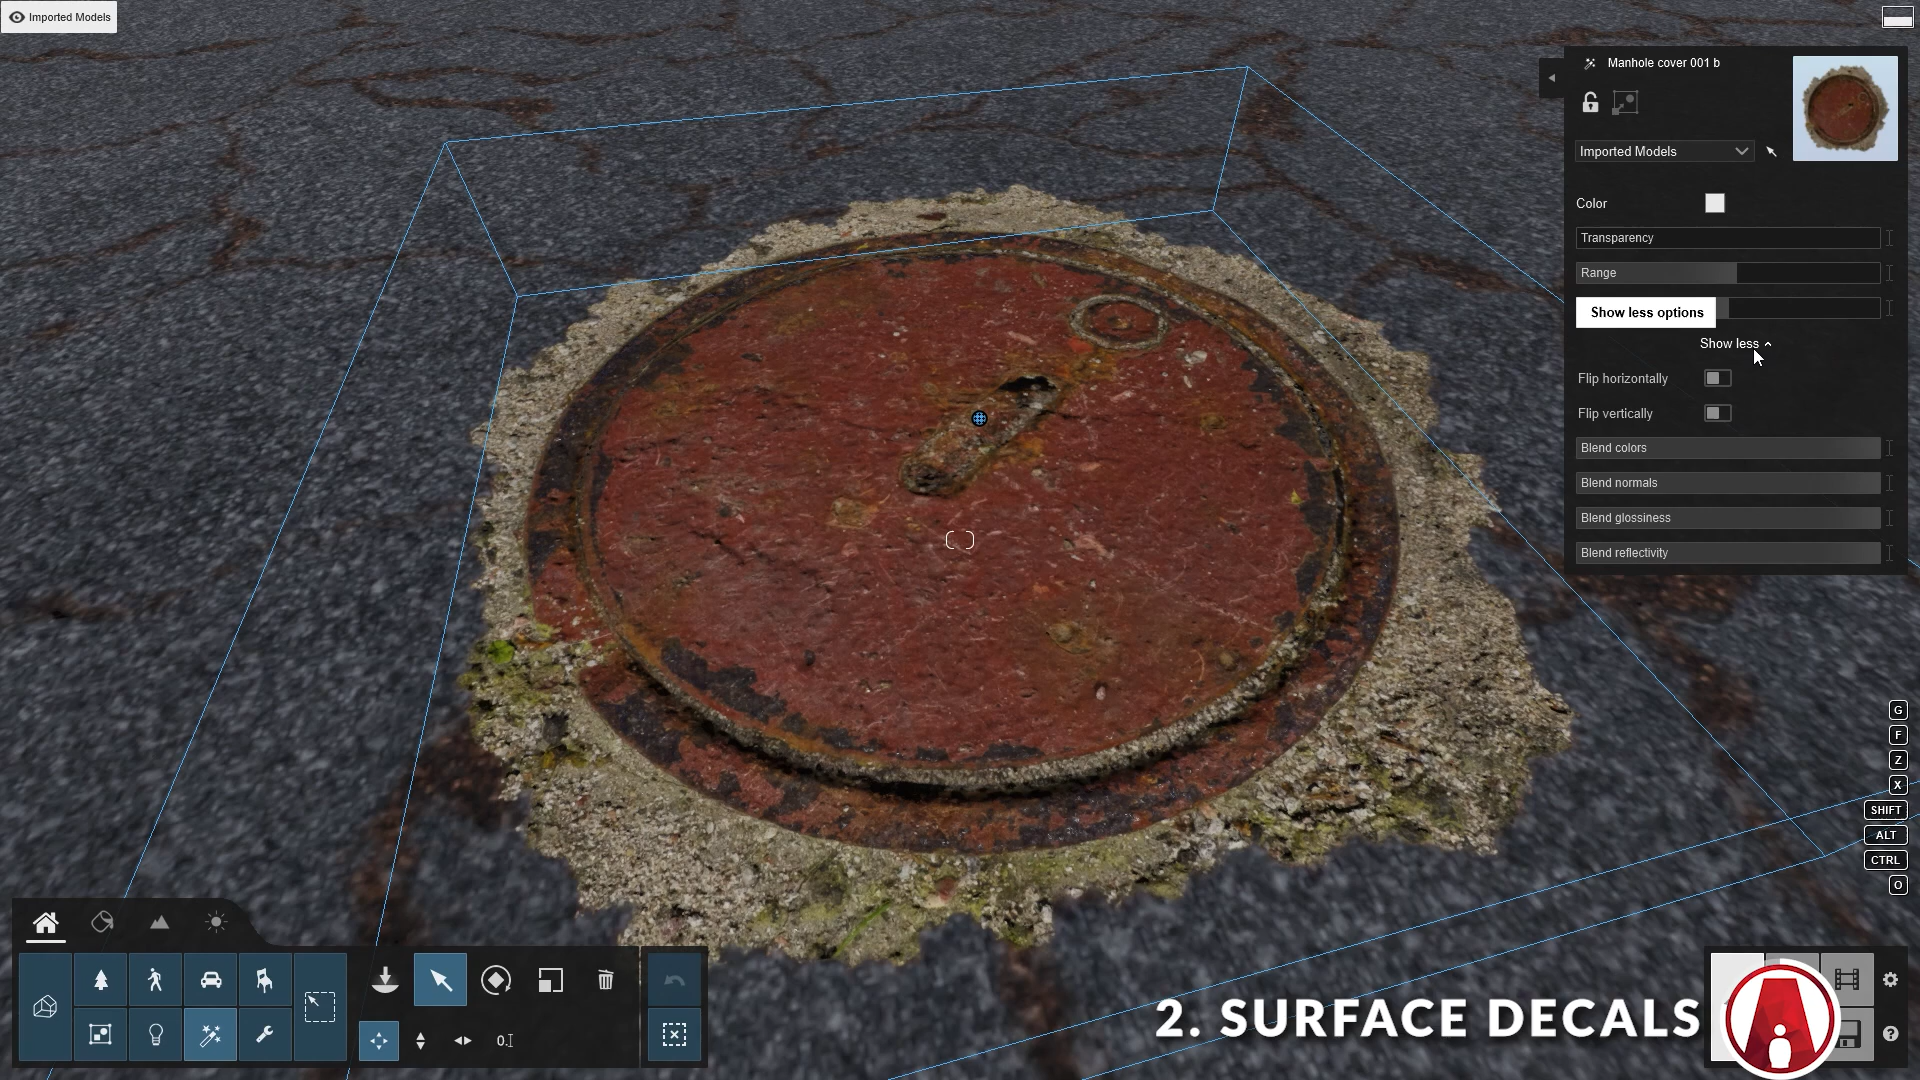 Imported Models
Manhole cover 001 b
Imported Models
Color
Transparency
Range
Show less options
Show less
Flip horizontally
Flip vertically
Blend colors
Blend normals
Blend glossiness
Blend reflectivity
G
F
Z
X
SHIFT
ALT
CTRL
O
0.
2. SURFACE DECALS
?